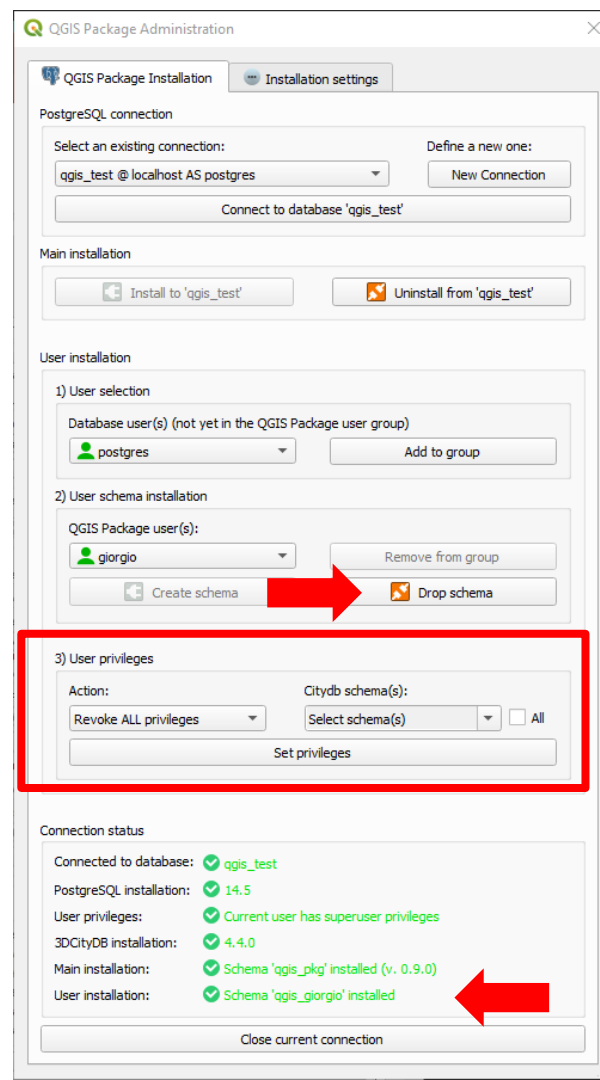 QGIS Package Administration
QGIS Package Installation
Installation settings
PostgreSQL connection
Select an existing connection:
Define a new one:
qgis_test @ localhost AS postgres
New Connection
Connect to database 'qgis_test'
Main installation
Install to 'qgis_test'
Uninstall from 'qgis_test'
User installation
1) User selection
Database user(s) (not yet in the QGIS Package user group)
postgres
Add to group
2) User schema installation
QGIS Package user(s):
giorgio
Remove from group
Create schema
Drop schema
3) User privileges
Action:
Citydb schema(s):
Revoke ALL privileges
Select schema(s)
All
Set privileges
Connection status
Connected to database: qgis_test
PostgreSQL installation: 14.5
User privileges: Current user has superuser privileges
3DCityDB installation: 4.4.0
Main installation: Schema 'qgis_pkg' installed (v. 0.9.0)
User installation: Schema 'qgis_giorgio' installed
Close current connection